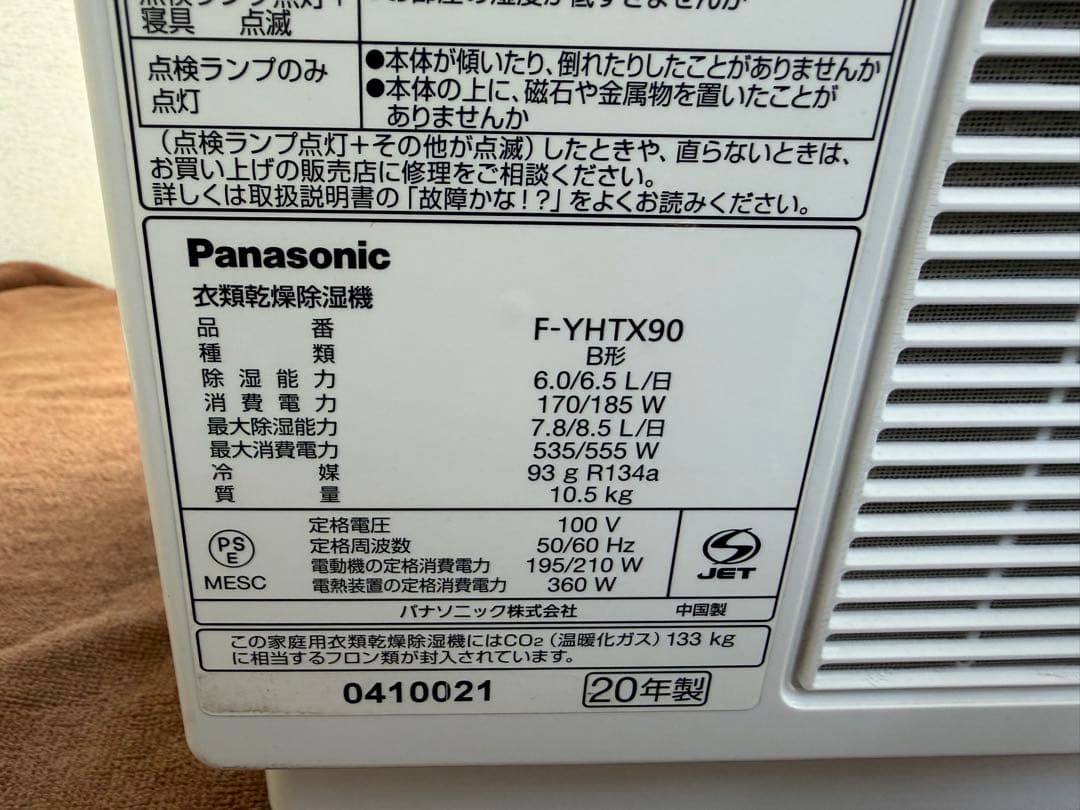 寝具 点滅
点検ランプのみ
点灯
●本体が傾いたり、倒れたりしたことがありませんか
●本体の上に、磁石や金属物を置いたことが
ありませんか
(点検ランプ点灯+その他が点滅)したときや、直らないときは、
お買い上げの販売店に修理をご相談ください。
詳しくは取扱説明書の「故障かな!?」をよくお読みください。
Panasonic
衣類乾燥除湿機
品番 F-YHTX90
種類 B形
除湿能力 6.0/6.5 L/日
消費電力 170/185 W
最大除湿能力 7.8/8.5 L/日
最大消費電力 535/555 W
冷媒 93 g R134a
質量 10.5 kg
PS
E
MESC
定格電圧 100 V
定格周波数 50/60 Hz
電動機の定格消費電力 195/210 W
電熱装置の定格消費電力 360 W
JET
パナソニック株式会社 中国製
この家庭用衣類乾燥除湿機にはCO₂(温暖化ガス)133 kg
に相当するフロン類が封入されています。
0410021 20年製